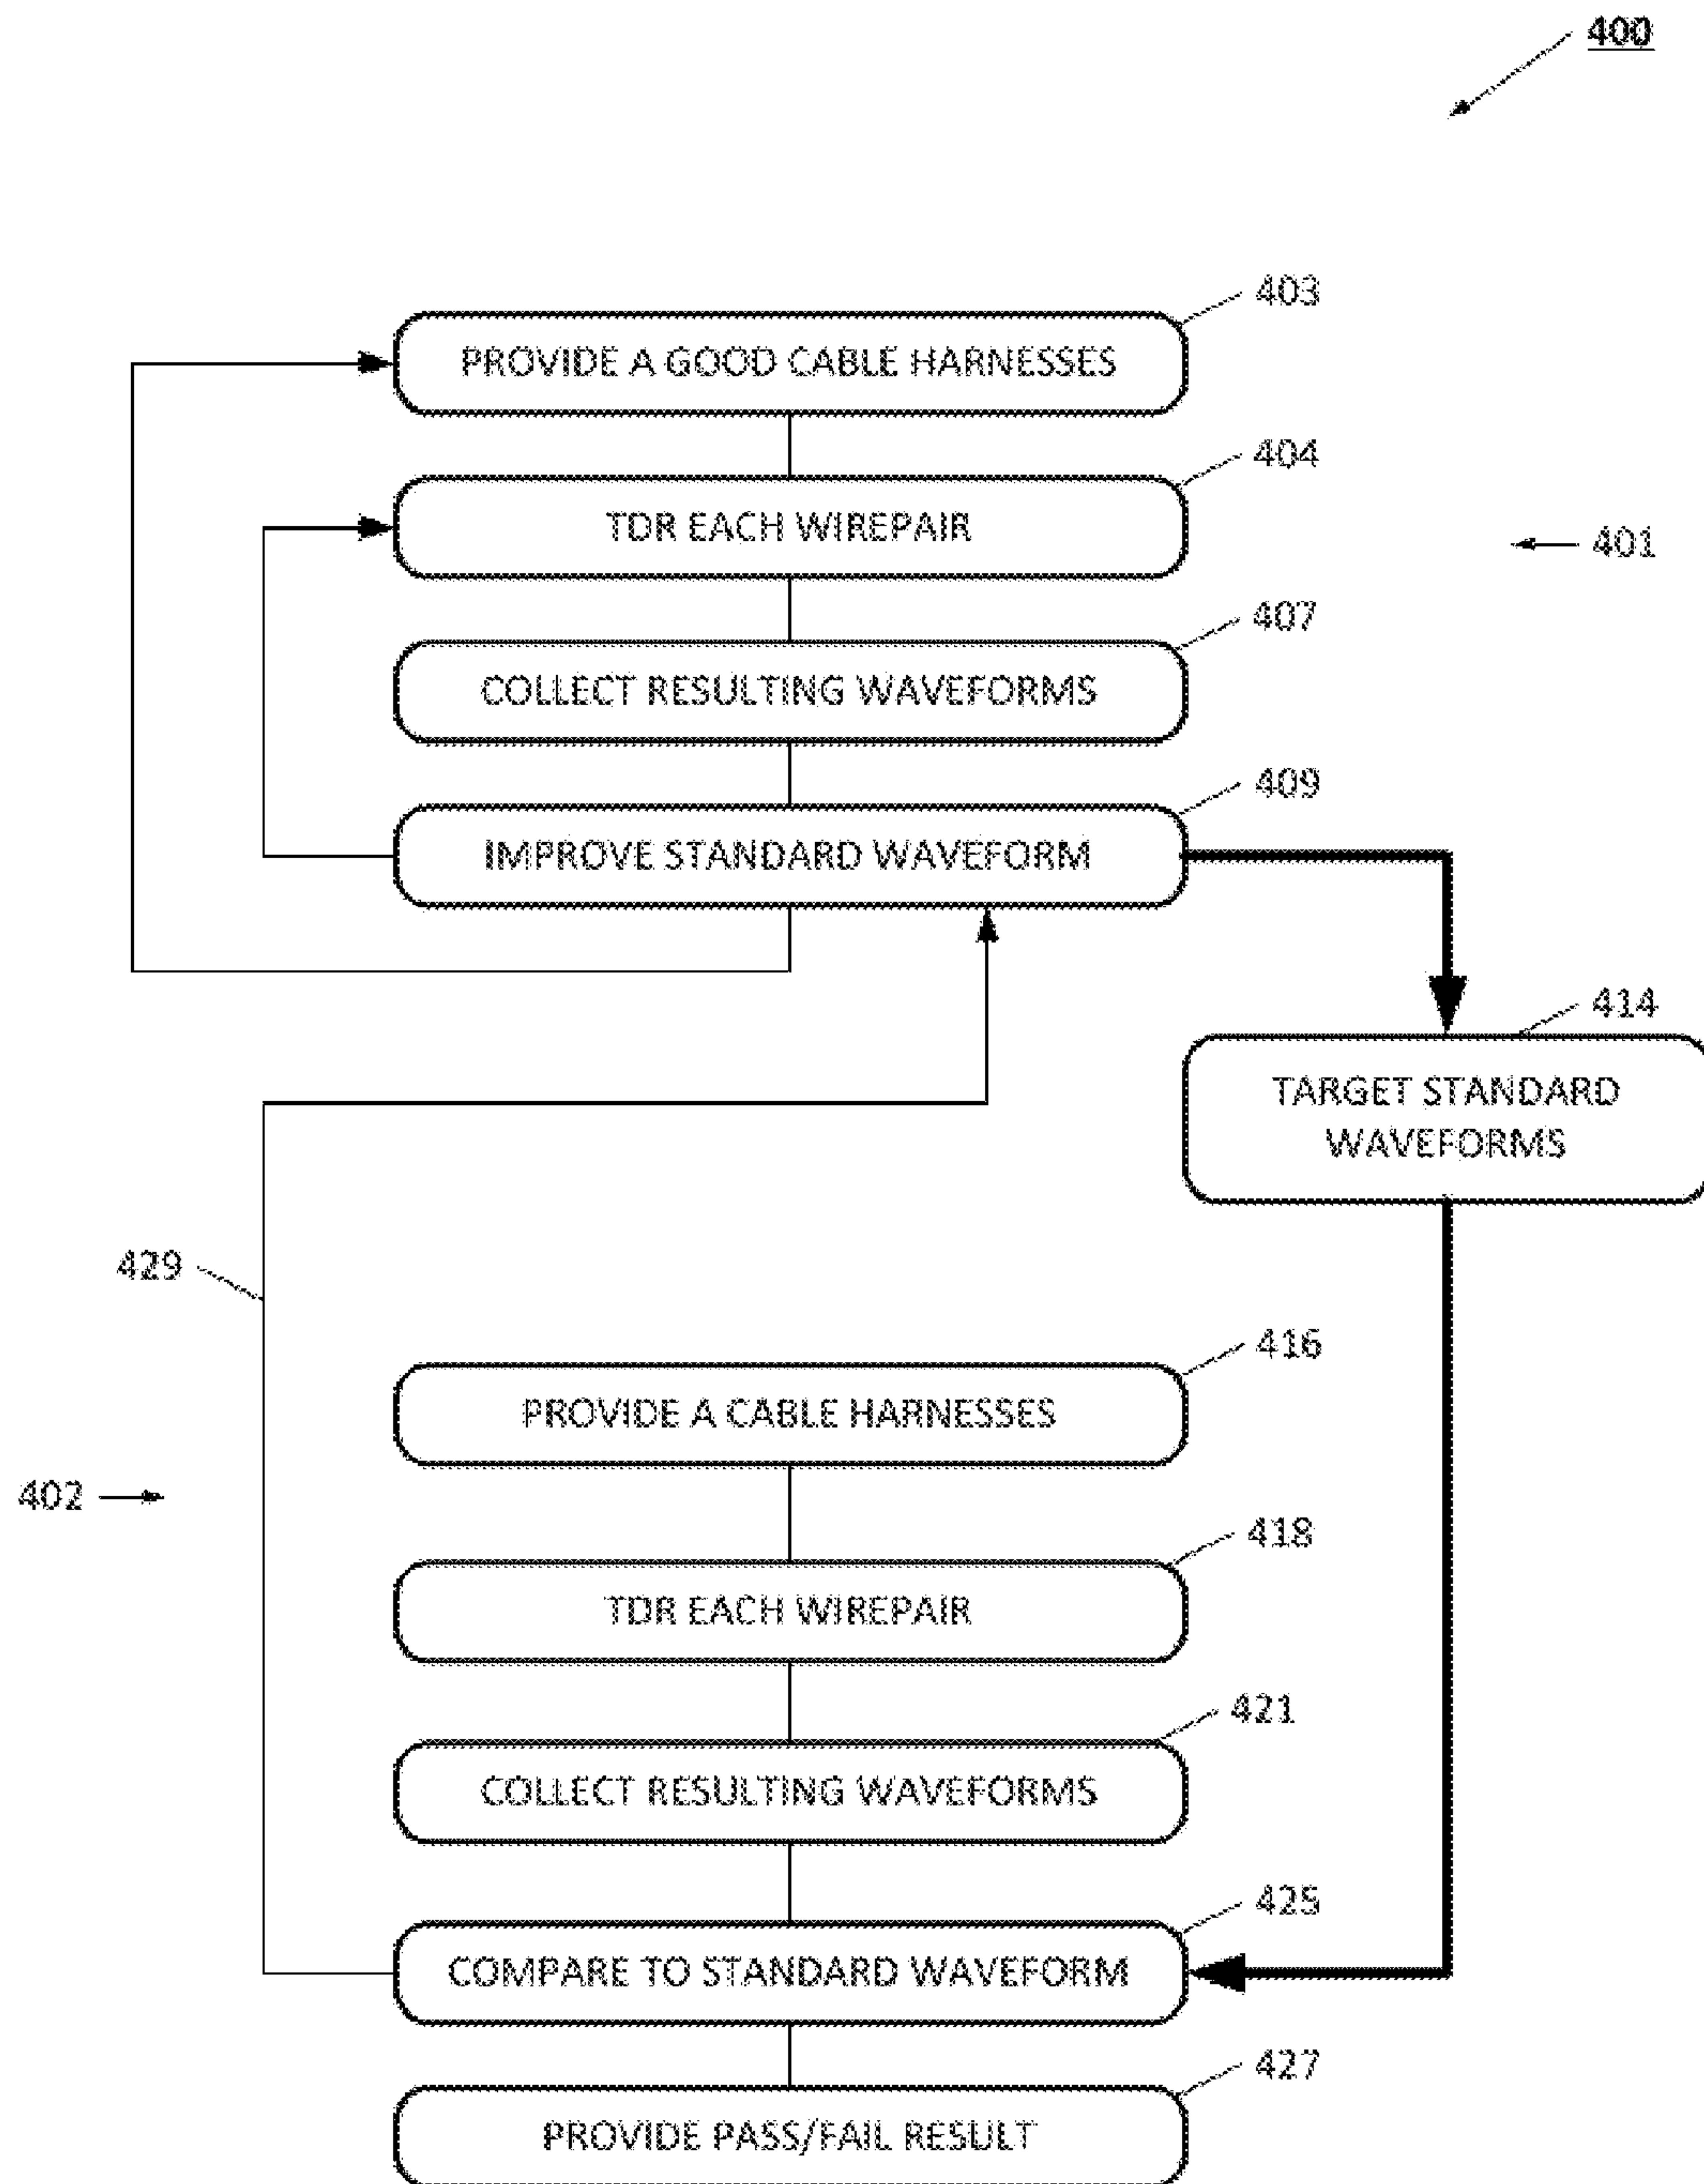 400
403
PROVIDE A GOOD CABLE HARNESSES
404
TDR EACH WIREPAIR
401
407
COLLECT RESULTING WAVEFORMS
409
IMPROVE STANDARD WAVEFORM
414
TARGET STANDARD
WAVEFORMS
429
416
PROVIDE A CABLE HARNESSES
402
418
TDR EACH WIREPAIR
421
COLLECT RESULTING WAVEFORMS
425
COMPARE TO STANDARD WAVEFORM
427
PROVIDE PASS/FAIL RESULT